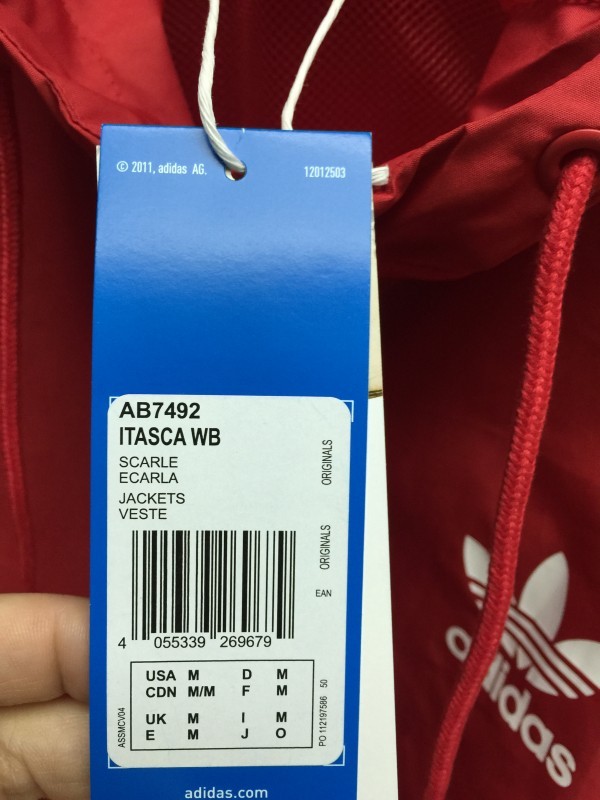 © 2011, adidas AG. 12012503
AB7492
ITASCA WB
SCARLE
ECARLA
JACKETS
VESTE
ORIGINALS
ORIGINALS
EAN
4 055339 269679
USA M D M
CDN M/M F M
UK M I M
E M J O
ASSMCV04
PO 112197586 50
adidas.com
adidas